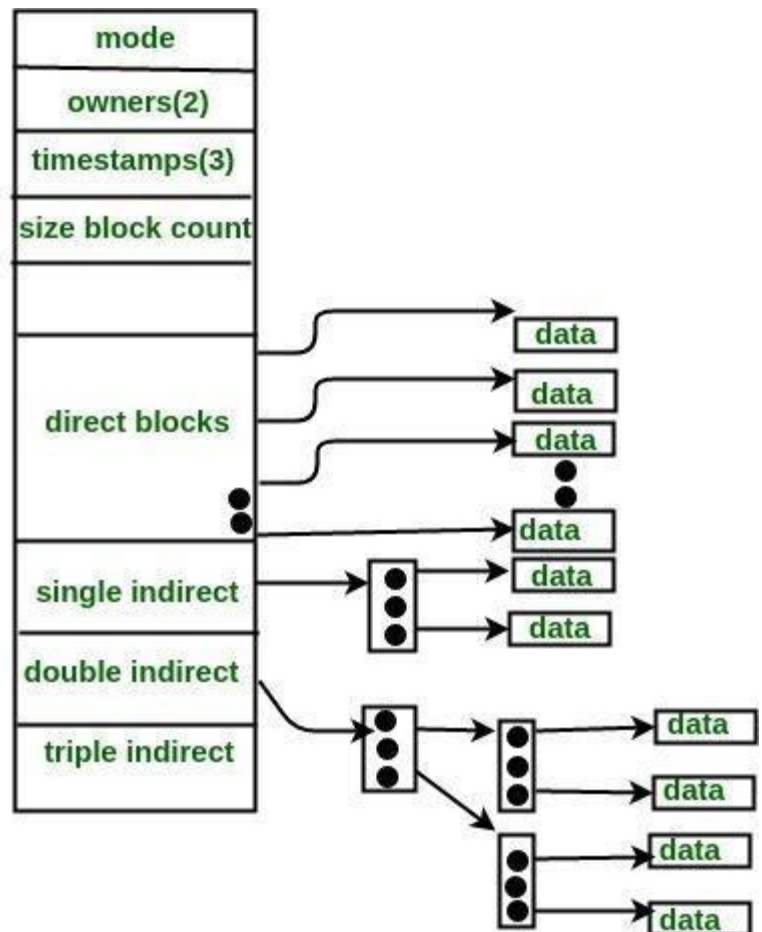 mode
owners(2)
timestamps(3)
size block count
data
data
direct blocks
data
data
data
single indirect
data
double indirect
data
triple indirect
data
data
data